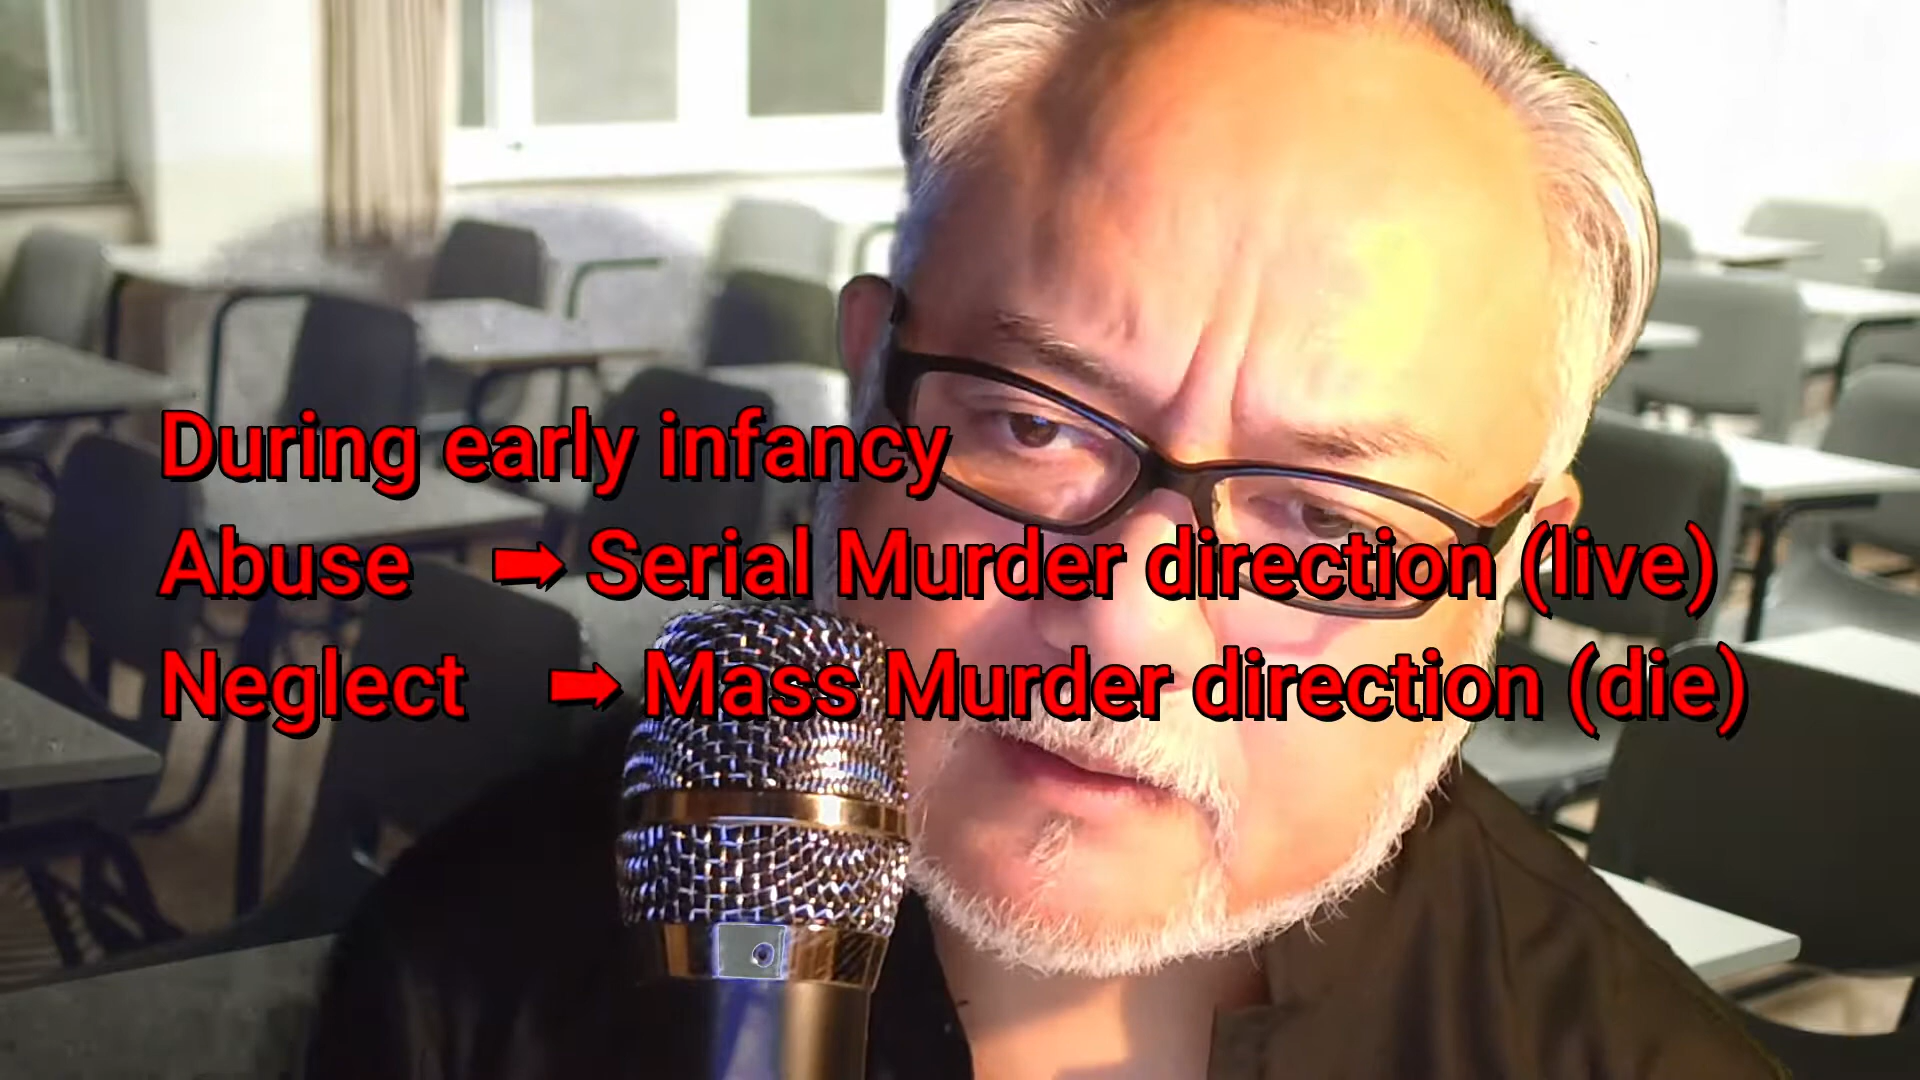 During early infancy
Abuse ➡ Serial Murder direction (live)
Neglect ➡ Mass Murder direction (die)